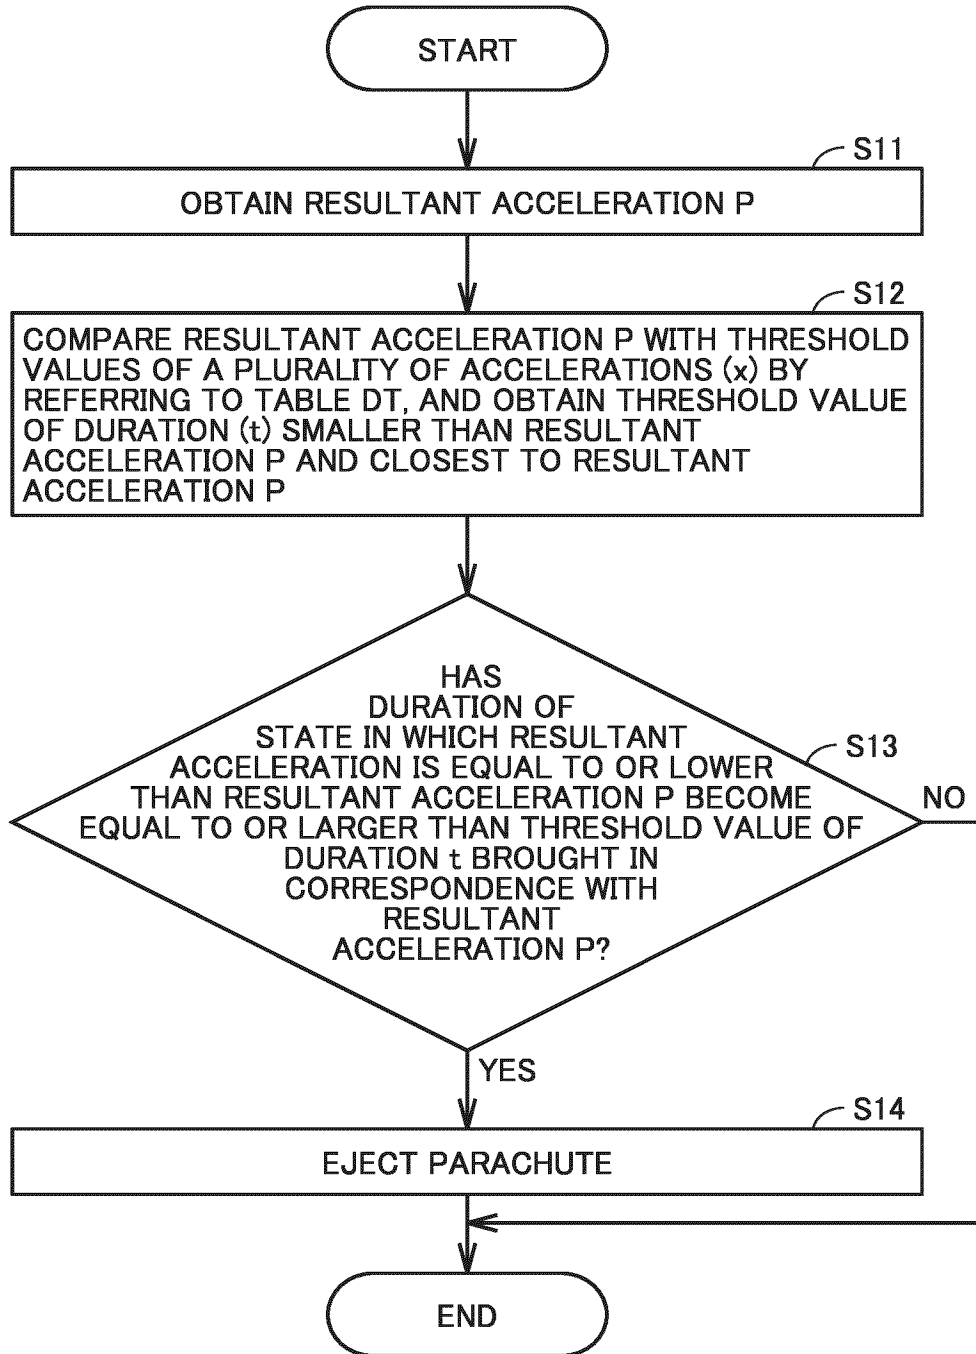 START
S11
OBTAIN RESULTANT ACCELERATION P
S12
COMPARE RESULTANT ACCELERATION P WITH THRESHOLD
VALUES OF A PLURALITY OF ACCELERATIONS (x) BY
REFERRING TO TABLE DT, AND OBTAIN THRESHOLD VALUE
OF DURATION (t) SMALLER THAN RESULTANT
ACCELERATION P AND CLOSEST TO RESULTANT
ACCELERATION P
HAS
DURATION OF
STATE IN WHICH RESULTANT
S13
ACCELERATION IS EQUAL TO OR LOWER
THAN RESULTANT ACCELERATION P BECOME
NO
EQUAL TO OR LARGER THAN THRESHOLD VALUE OF
DURATION t BROUGHT IN
CORRESPONDENCE WITH
RESULTANT
ACCELERATION P?
YES
S14
EJECT PARACHUTE
END